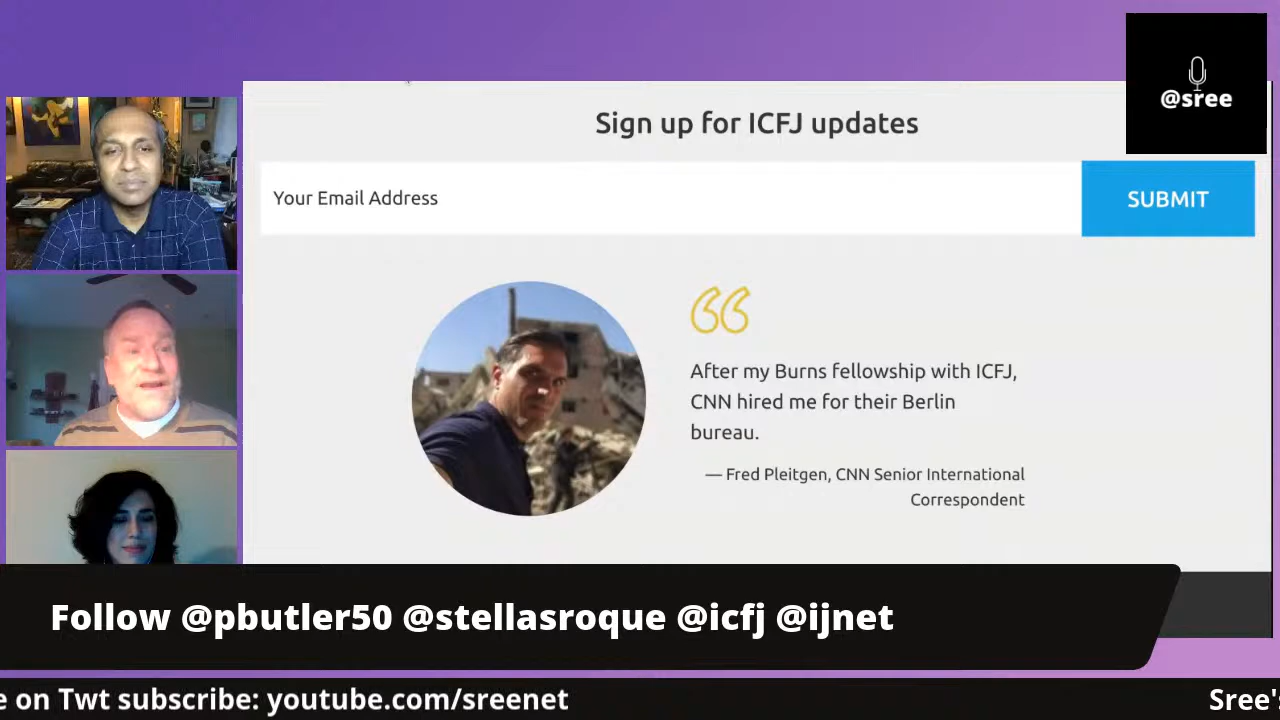 @sree
Sign up for ICFJ updates
Your Email Address
SUBMIT
After my Burns fellowship with ICFJ,
CNN hired me for their Berlin
bureau.
— Fred Pleitgen, CNN Senior International
Correspondent
Follow @pbutler50 @stellasroque @icfj @ijnet
e on Twt subscribe: youtube.com/sreenet
Sree's